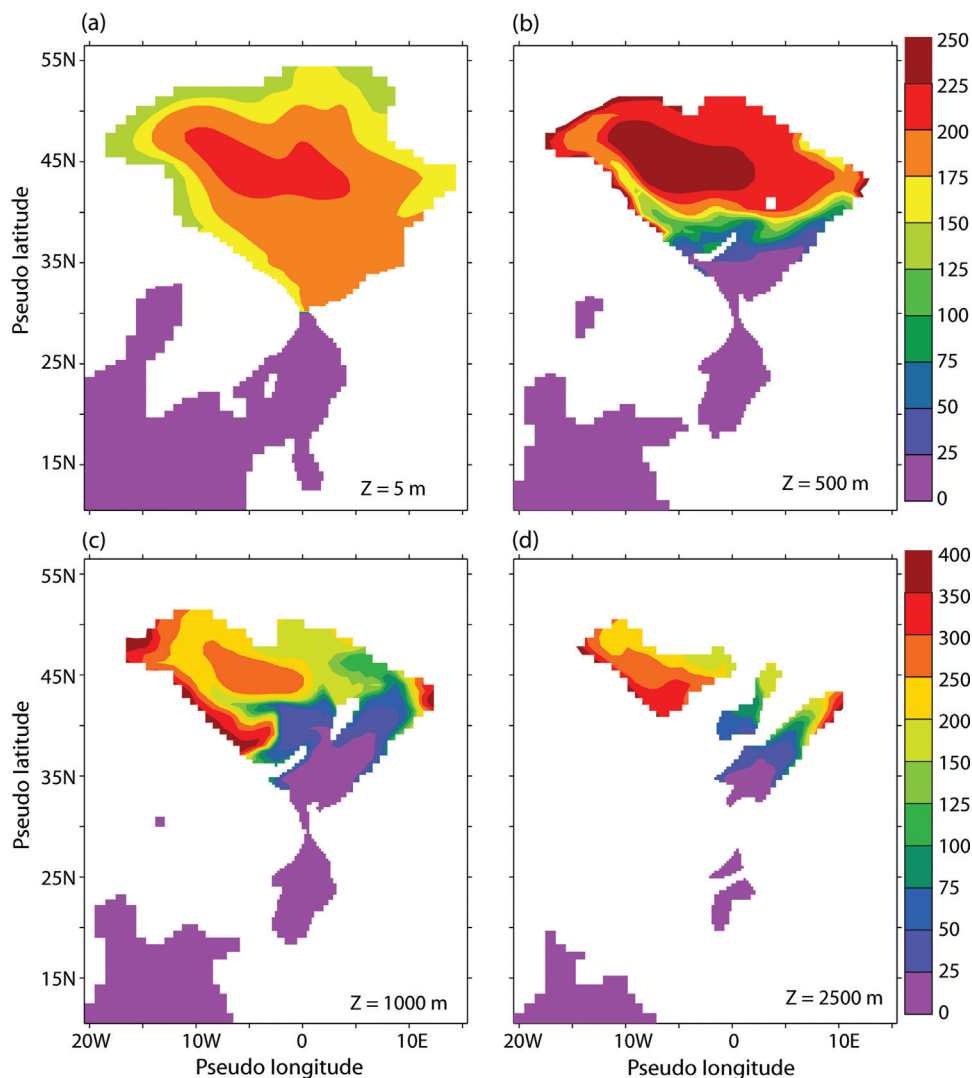 (a)
(b)
55N
45N
35N
25N
15N
Pseudo latitude
Z = 5 m
Z = 500 m
250
225
200
175
150
125
100
75
50
25
0
(c)
(d)
55N
45N
35N
25N
15N
Pseudo latitude
Z = 1000 m
Z = 2500 m
400
350
300
250
200
150
125
100
75
50
25
0
20W
10W
0
10E
20W
10W
0
10E
Pseudo longitude
Pseudo longitude